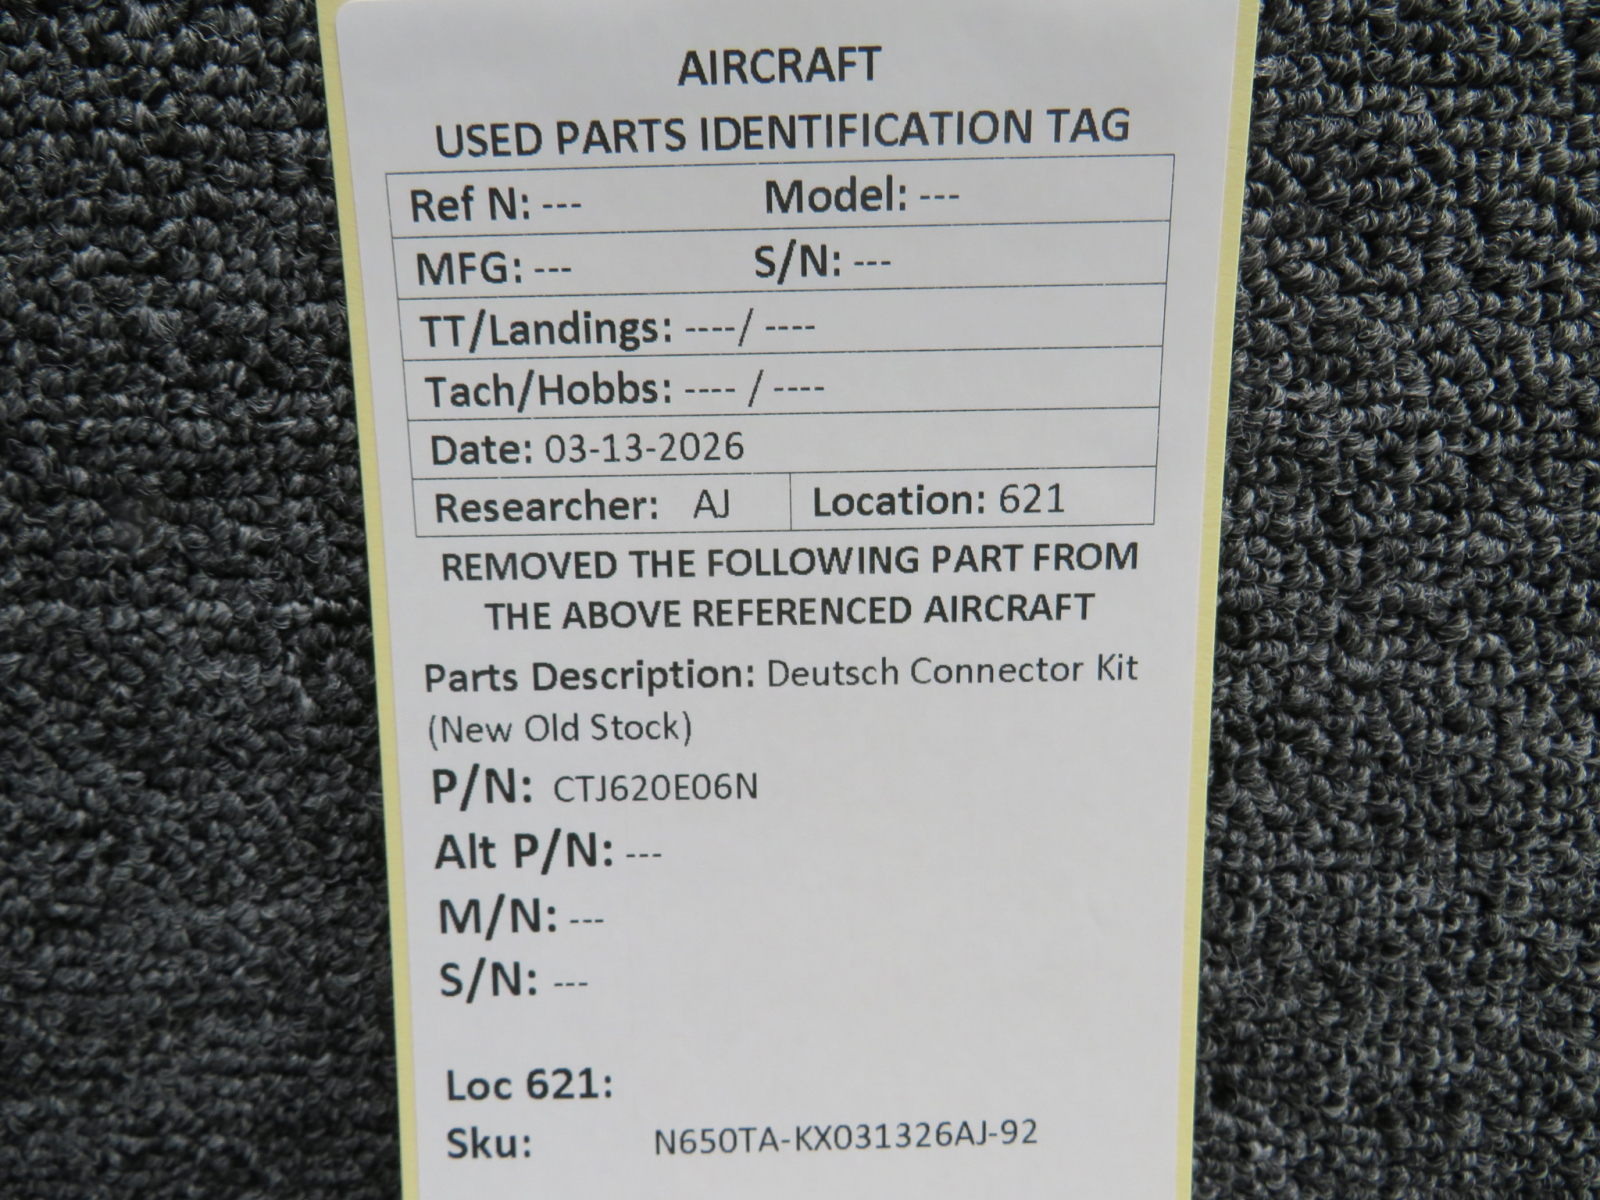 AIRCRAFT
USED PARTS IDENTIFICATION TAG
Ref N: --- Model: ---
MFG: --- S/N: ---
TT/Landings: ----/ ----
Tach/Hobbs: ---- / ----
Date: 03-13-2026
Researcher: AJ Location: 621
REMOVED THE FOLLOWING PART FROM
THE ABOVE REFERENCED AIRCRAFT
Parts Description: Deutsch Connector Kit
(New Old Stock)
P/N: CTJ620E06N
Alt P/N: ---
M/N: ---
S/N: ---
Loc 621:
Sku: N650TA-KX031326AJ-92